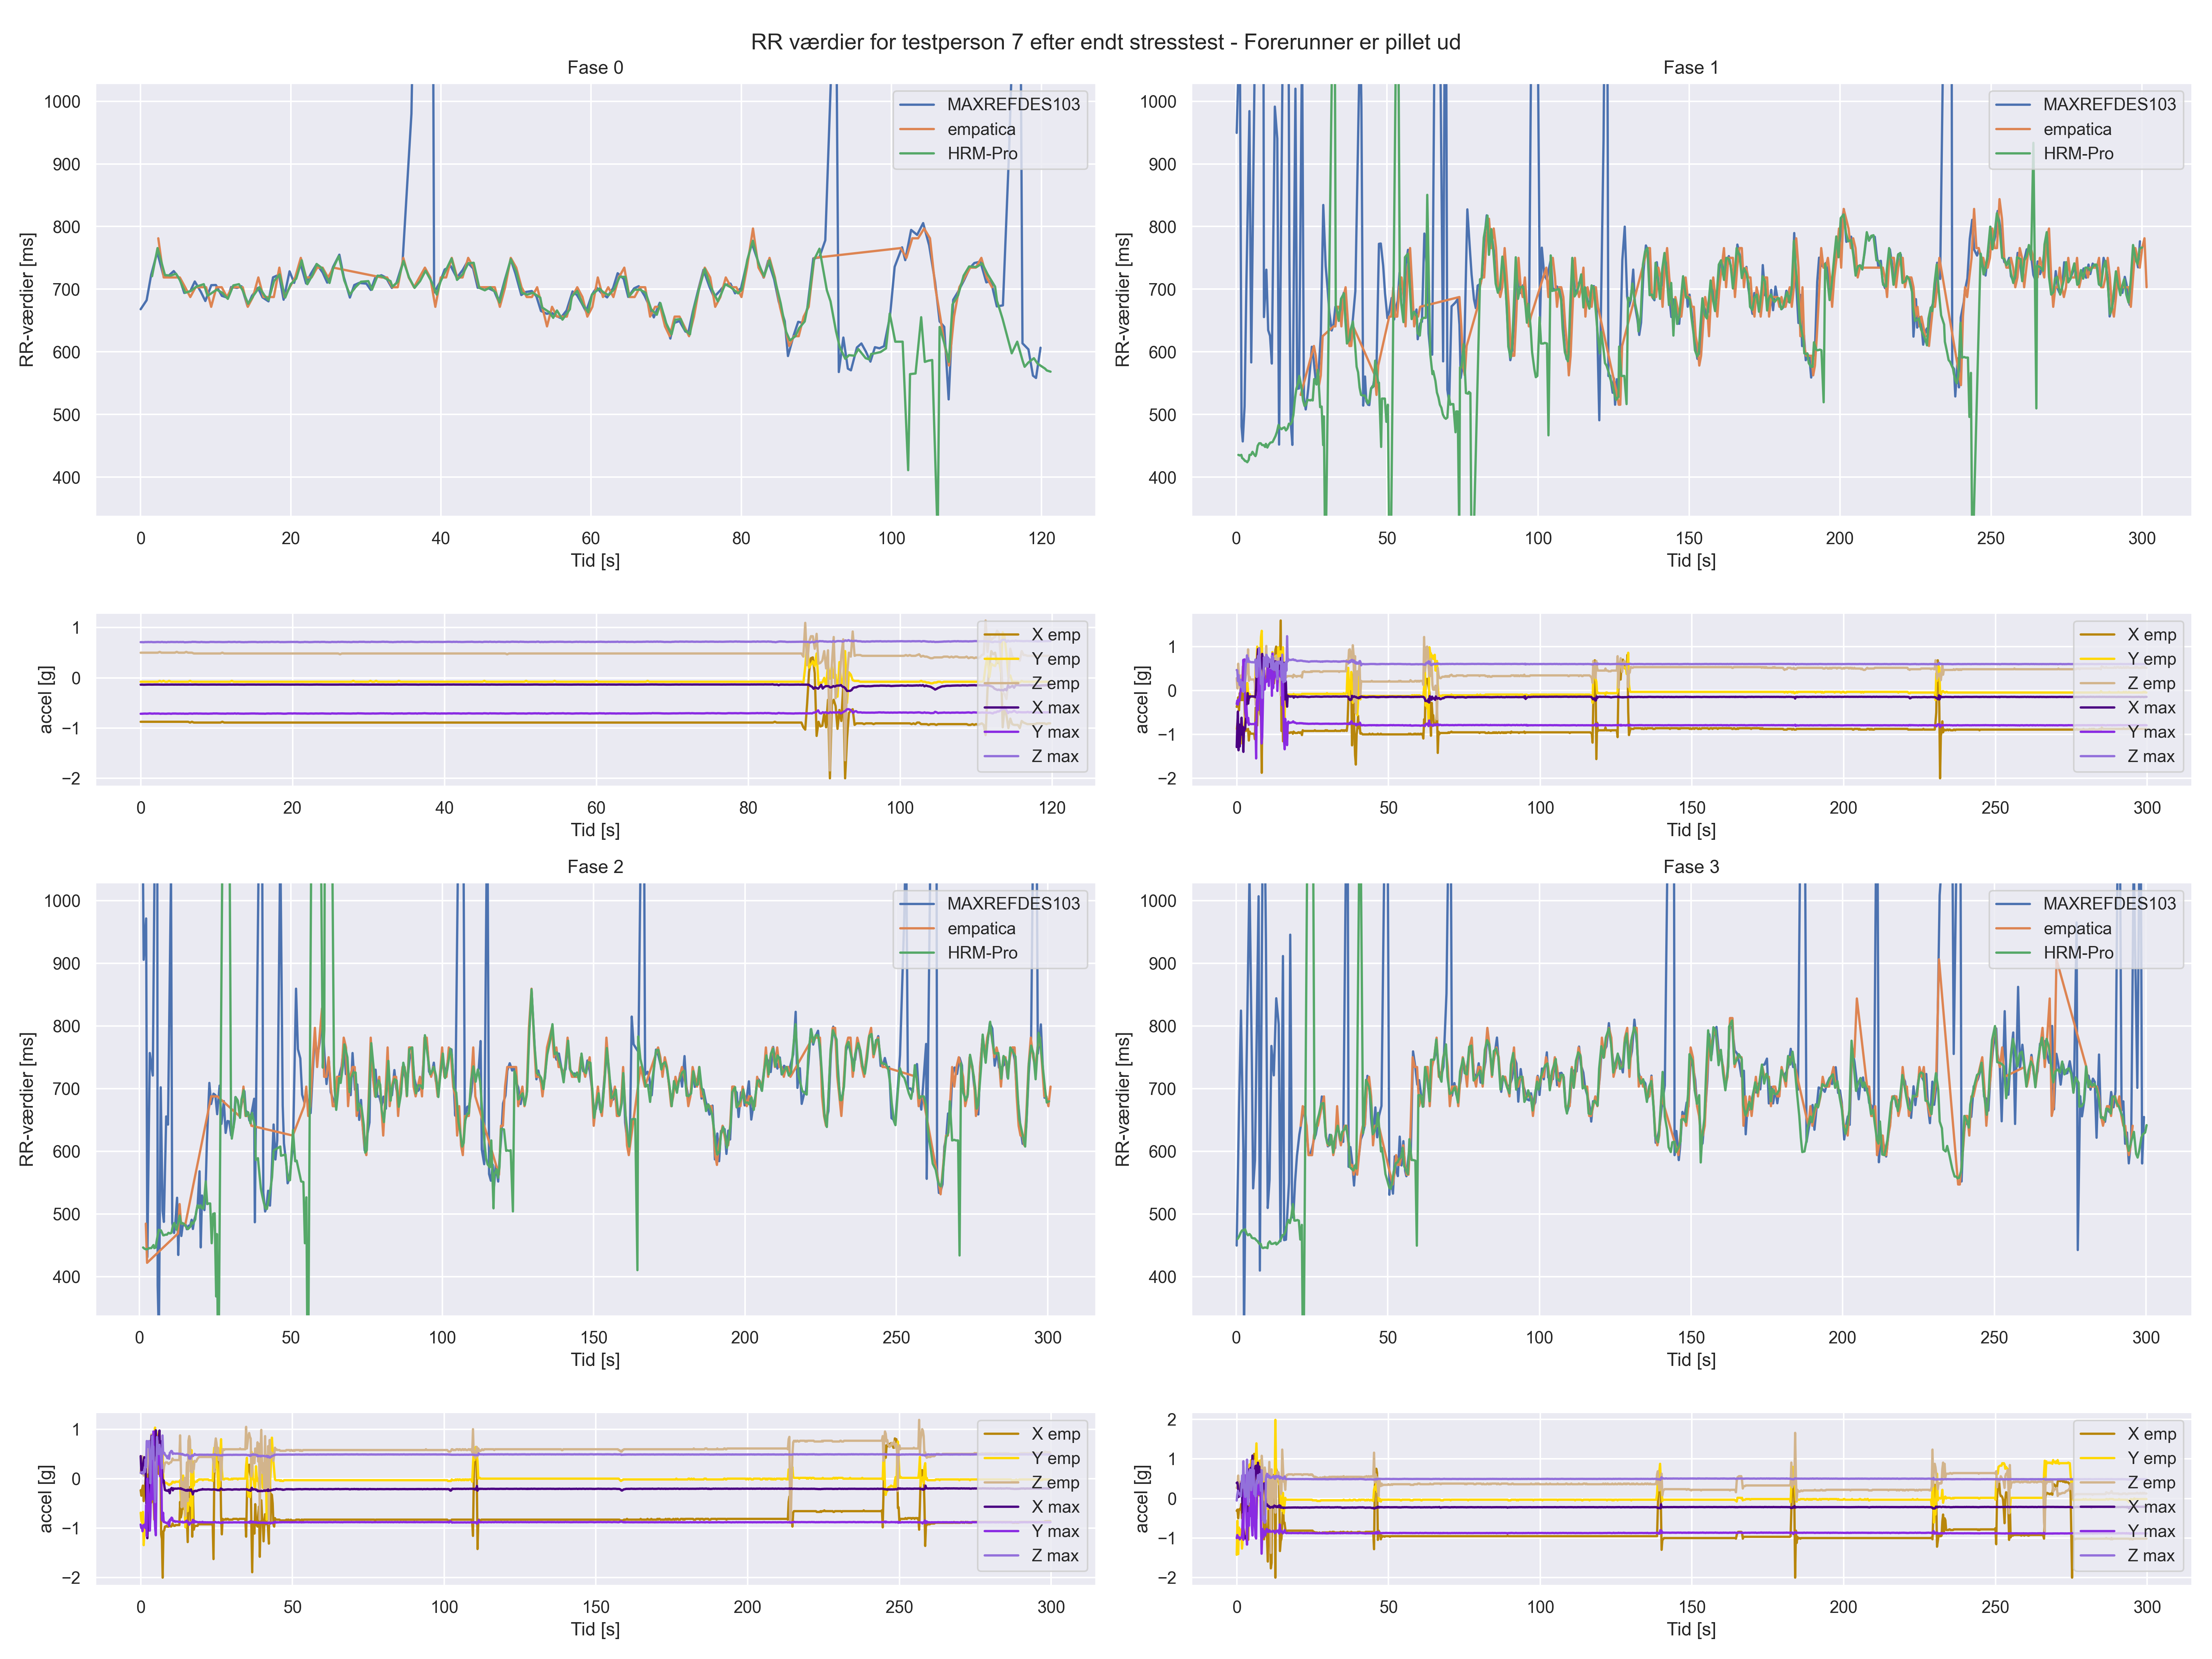 RR værdier for testperson 7 efter endt stresstest - Forerunner er pillet ud
Fase 0
1000
900
800
700
600
500
400
RR-værdier [ms]
MAXREFDES103
empatica
HRM-Pro
0 20 40 60 80 100 120
Tid [s]
Fase 1
1000
900
800
700
600
500
400
RR-værdier [ms]
MAXREFDES103
empatica
HRM-Pro
0 50 100 150 200 250 300
Tid [s]
1
0
−1
−2
accel [g]
X emp
Y emp
Z emp
X max
Y max
Z max
0 20 40 60 80 100 120
Tid [s]
1
0
−1
−2
accel [g]
X emp
Y emp
Z emp
X max
Y max
Z max
0 50 100 150 200 250 300
Tid [s]
Fase 2
1000
900
800
700
600
500
400
RR-værdier [ms]
MAXREFDES103
empatica
HRM-Pro
0 50 100 150 200 250 300
Tid [s]
Fase 3
1000
900
800
700
600
500
400
RR-værdier [ms]
MAXREFDES103
empatica
HRM-Pro
0 50 100 150 200 250 300
Tid [s]
1
0
−1
−2
accel [g]
X emp
Y emp
Z emp
X max
Y max
Z max
0 50 100 150 200 250 300
Tid [s]
2
1
0
−1
−2
accel [g]
X emp
Y emp
Z emp
X max
Y max
Z max
0 50 100 150 200 250 300
Tid [s]